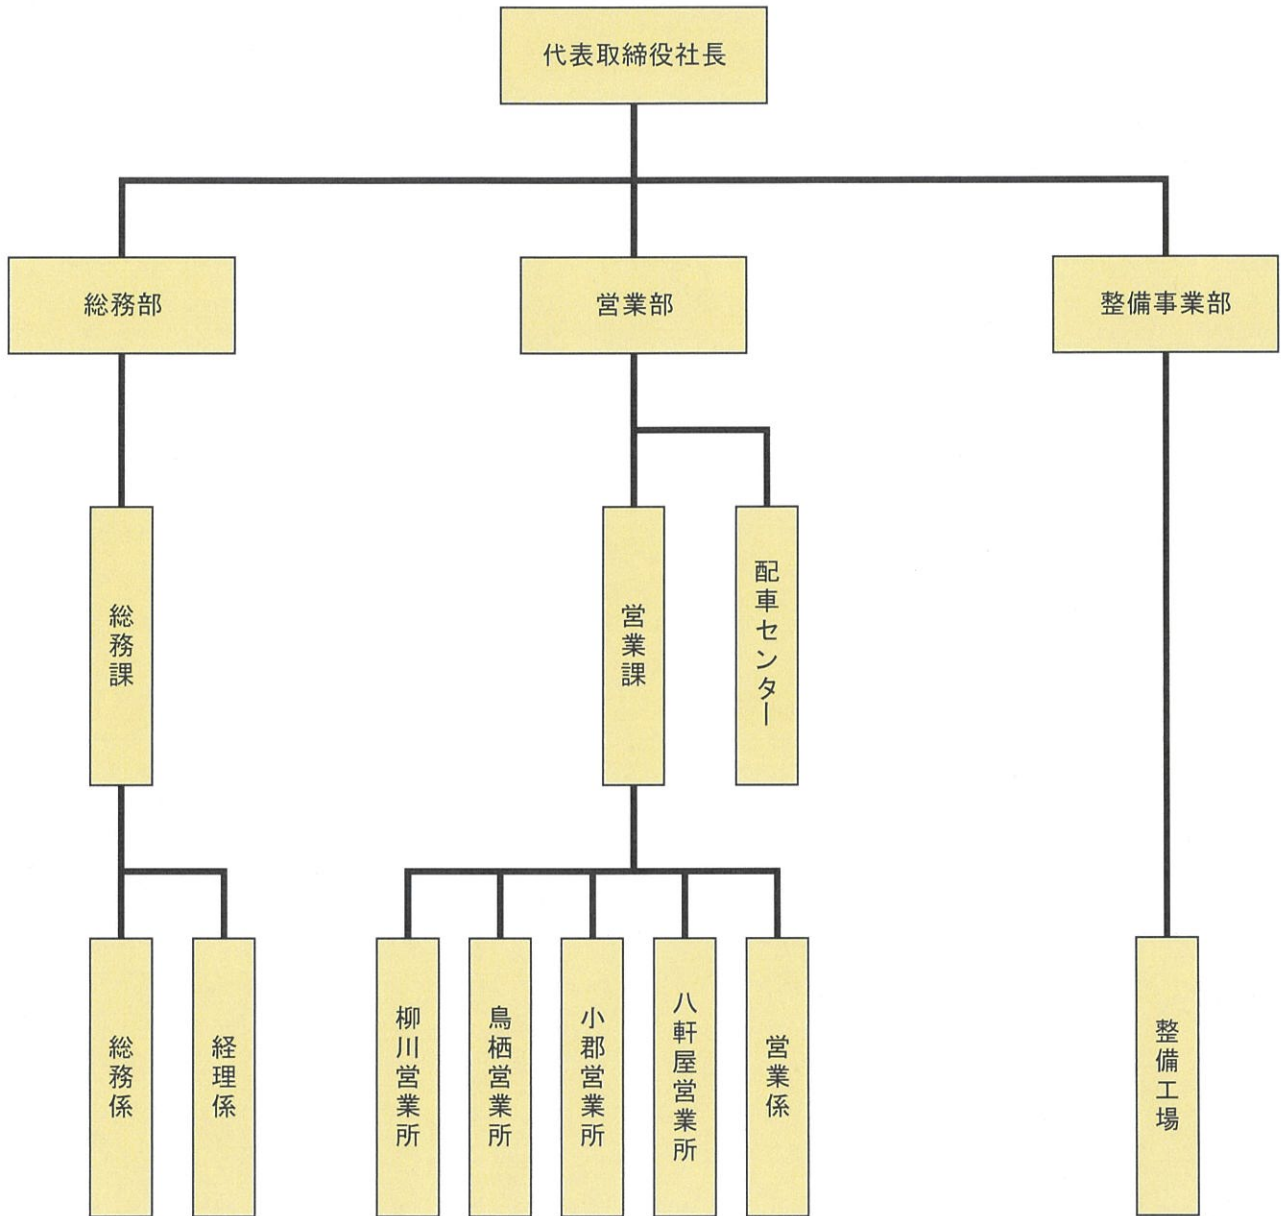 代表取締役社長
総務部
営業部
整備事業部
総務課
営業課
配車センター
総務係
経理係
柳川営業所
鳥栖営業所
小郡営業所
八軒屋営業所
営業係
整備工場